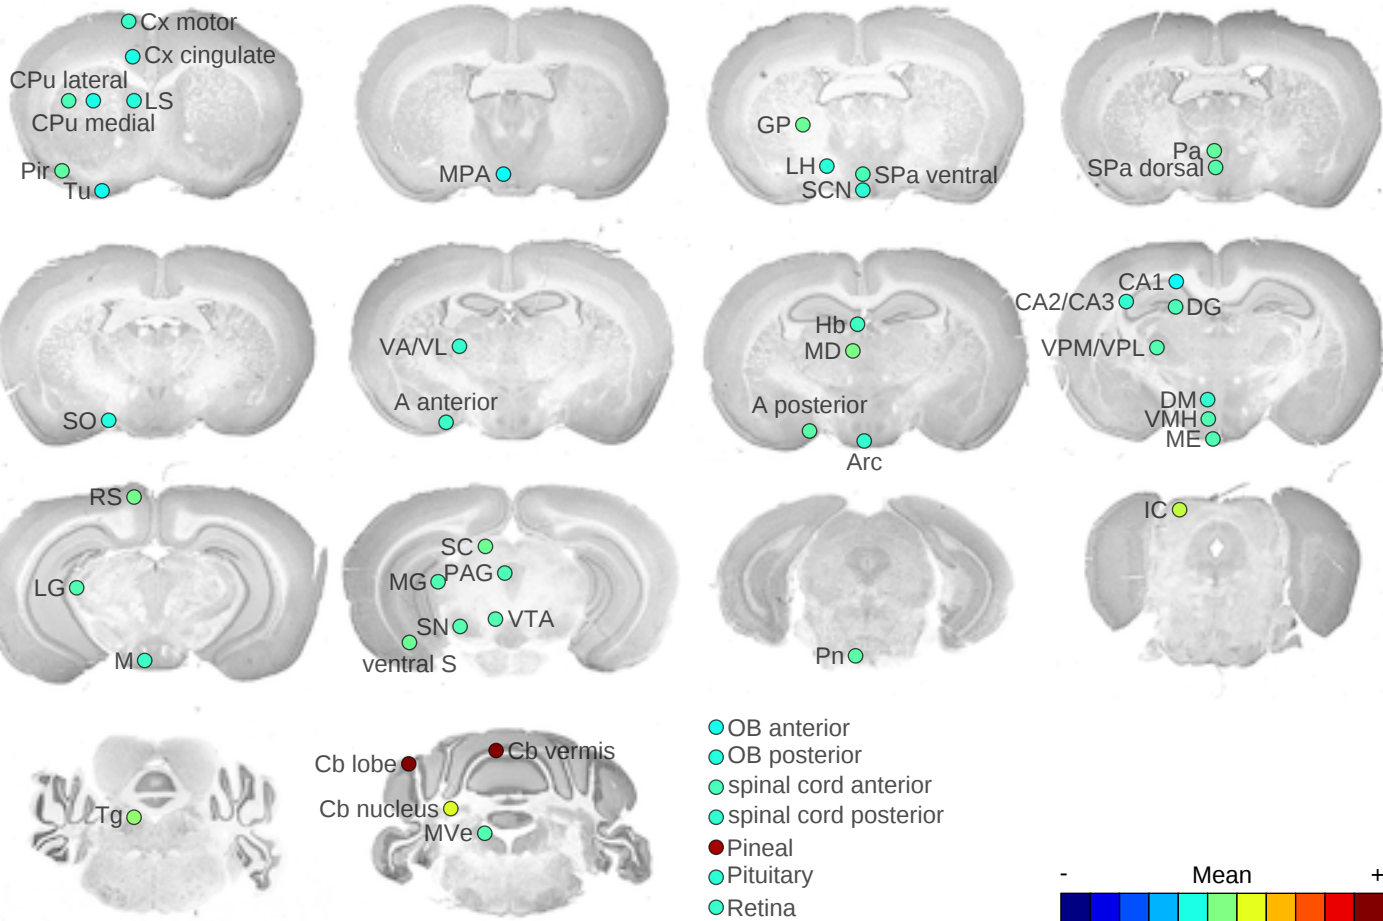 Cx motor
Cx cingulate
CPu lateral
LS
CPu medial
Pir
Tu
MPA
GP
LH
SPa ventral
SCN
Pa
SPa dorsal
SO
VA/VL
A anterior
Hb
MD
A posterior
Arc
CA1
CA2/CA3
DG
VPM/VPL
DM
VMH
ME
RS
LG
M
SC
MG
PAG
SN
VTA
ventral S
Pn
IC
Tg
Cb lobe
Cb vermis
Cb nucleus
MVe
OB anterior
OB posterior
spinal cord anterior
spinal cord posterior
Pineal
Pituitary
Retina
- Mean +